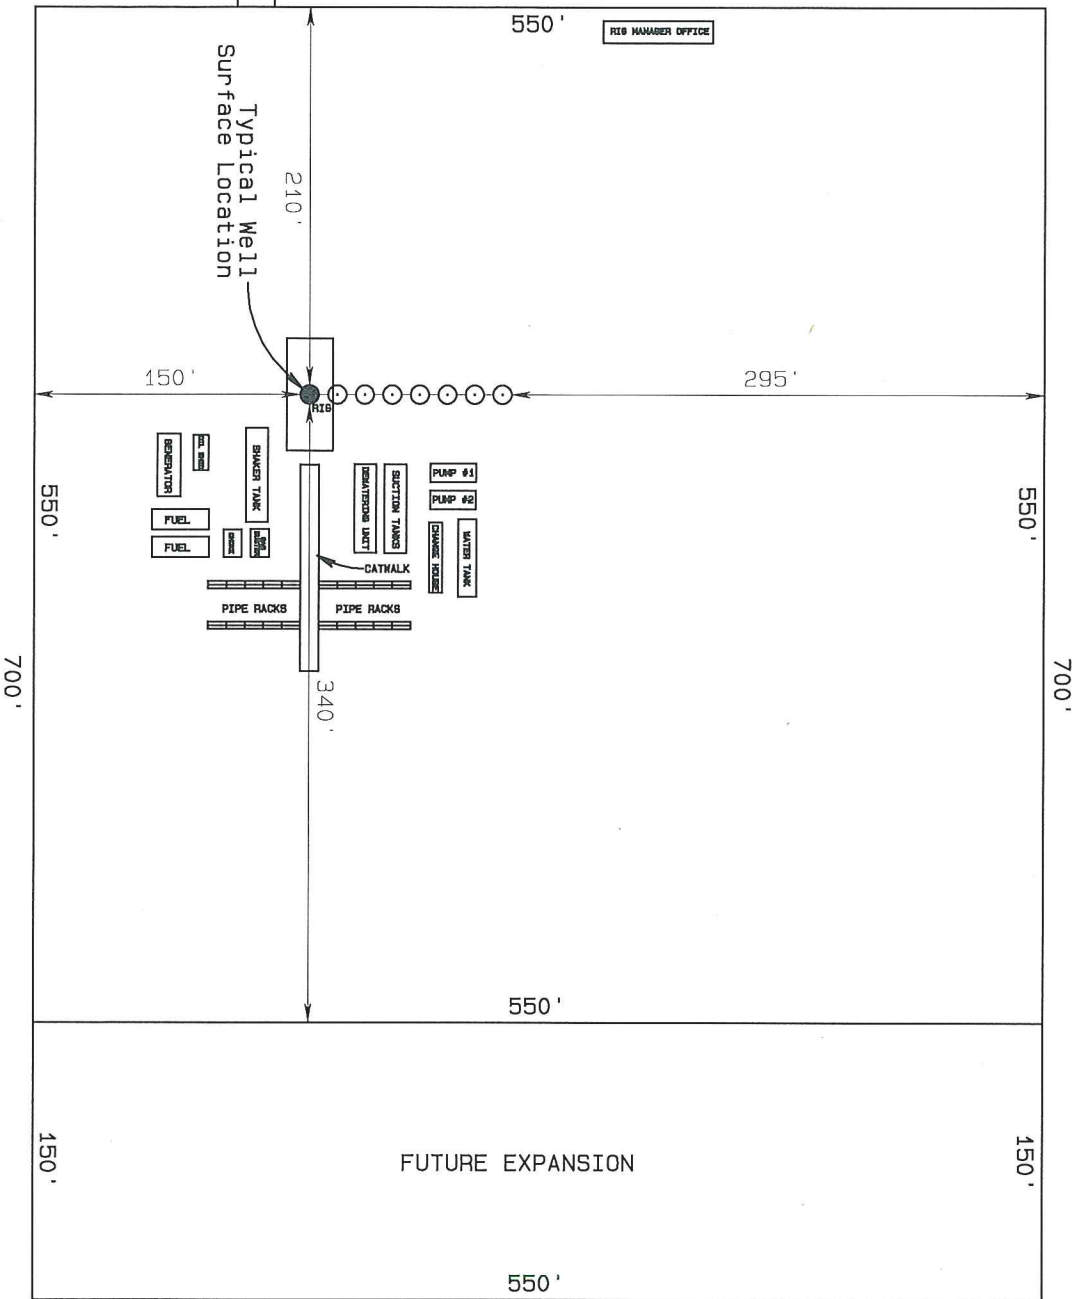 550'
RIG MANAGER OFFICE
Typical Well
Surface Location
210'
150'
295'
RIG
GENERATOR
SHAKER TANK
DEWATERING UNIT
SUCTION TANKS
PUMP #1
PUMP #2
550'
550'
FUEL
FUEL
CHANGE HOUSE
WATER TANK
CATWALK
PIPE RACKS
PIPE RACKS
700'
700'
340'
550'
150'
FUTURE EXPANSION
150'
550'